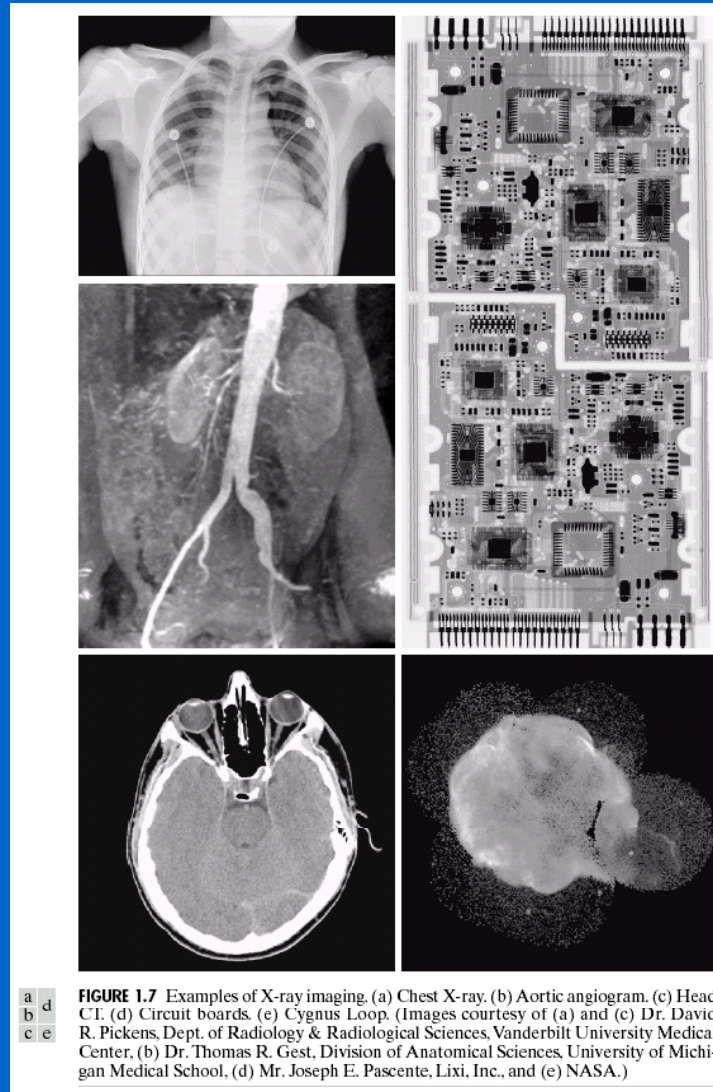 a
b d
c e
FIGURE 1.7 Examples of X-ray imaging. (a) Chest X-ray. (b) Aortic angiogram. (c) Head
CT. (d) Circuit boards. (e) Cygnus Loop. (Images courtesy of (a) and (c) Dr. David
R. Pickens, Dept. of Radiology & Radiological Sciences, Vanderbilt University Medica
Center, (b) Dr. Thomas R. Gest, Division of Anatomical Sciences, University of Michi-
gan Medical School, (d) Mr. Joseph E. Pascente, Lixi, Inc., and (e) NASA.)